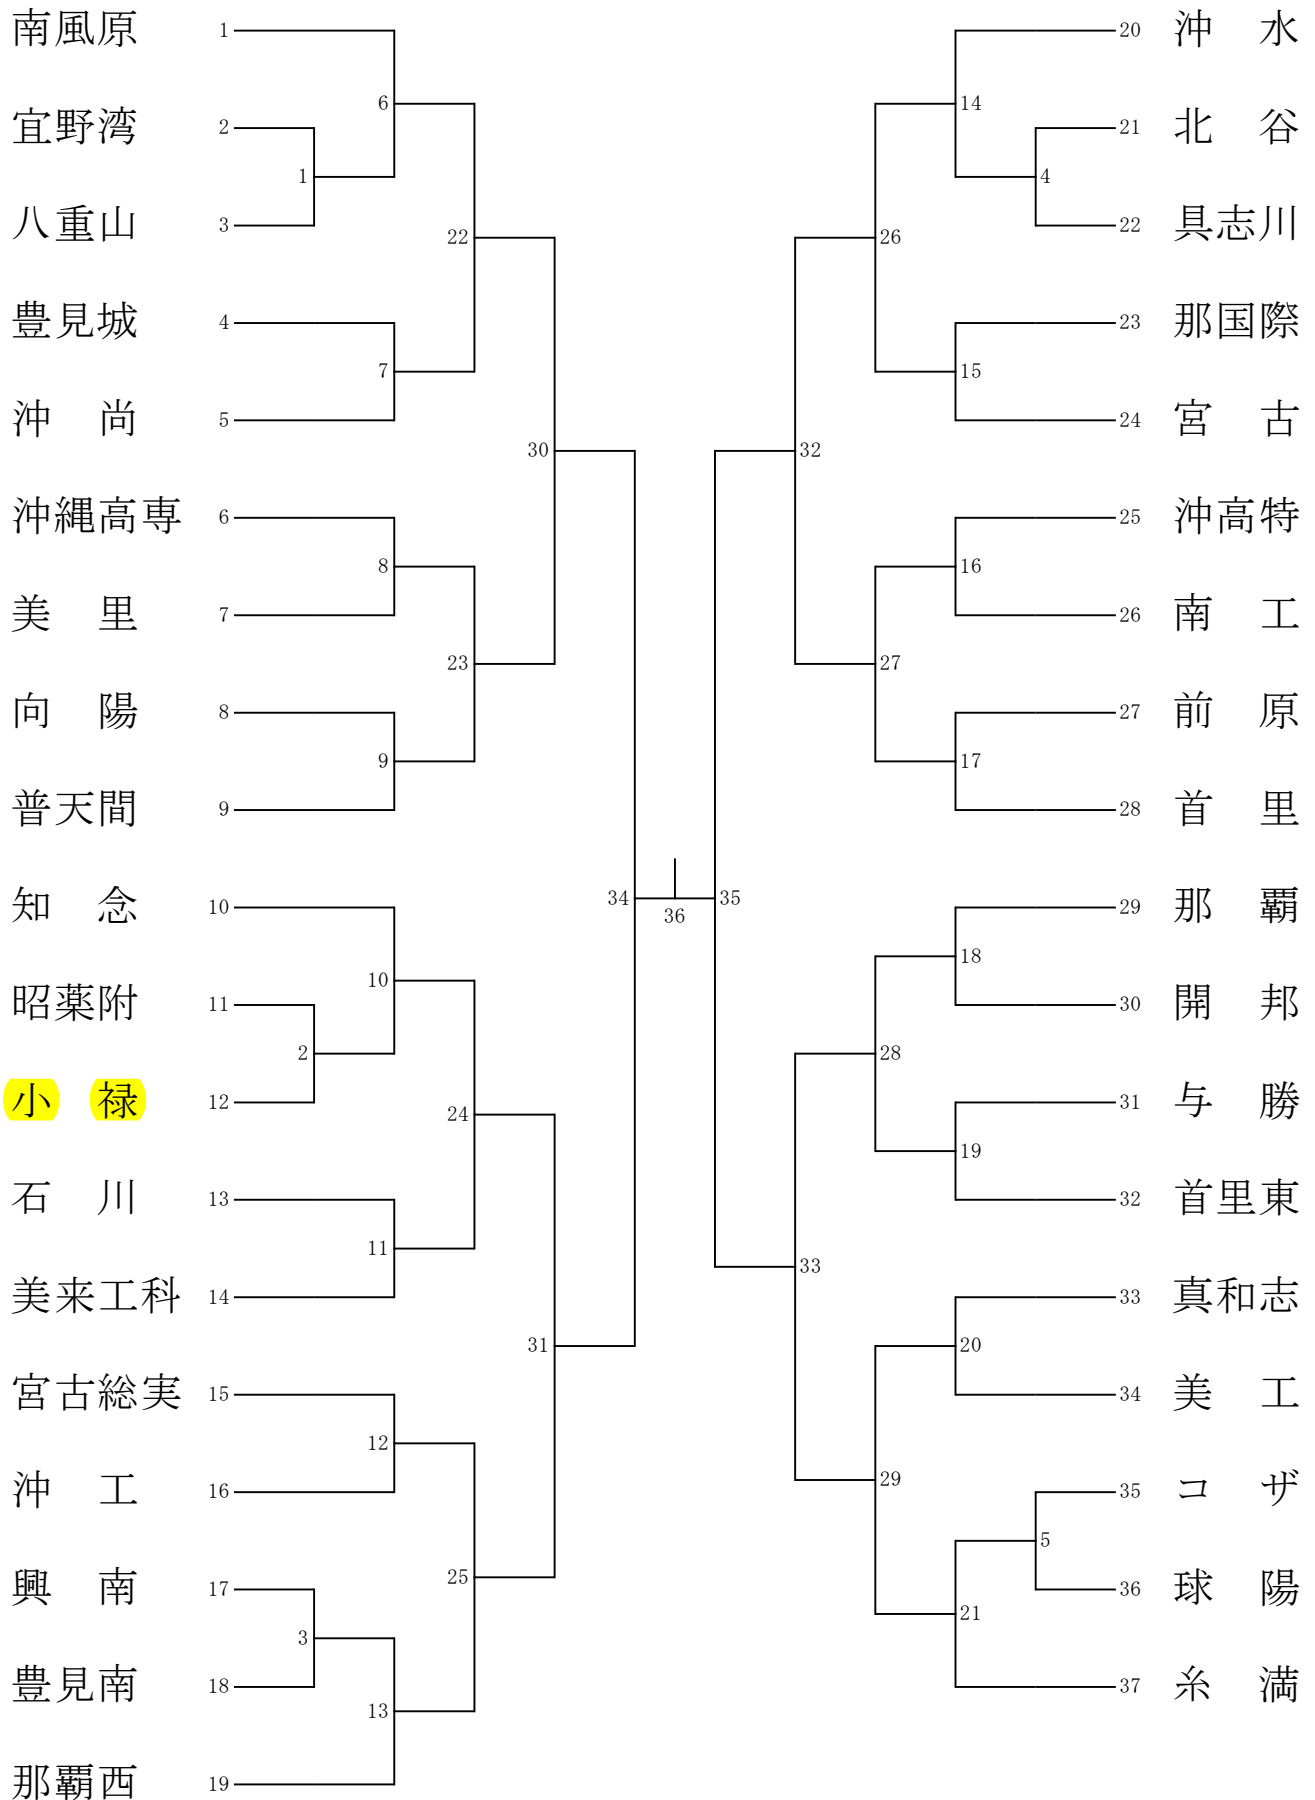 南風原 1
6
宜野湾 2
1
八重山 3
22
豊見城 4
7
沖 尚 5
30
沖縄高専 6
8
美 里 7
23
向 陽 8
9
普天間 9
34
知 念 10
10
昭薬附 11
2
小 禄 12
24
石 川 13
11
美来工科 14
31
宮古総実 15
12
沖 工 16
25
興 南 17
3
豊見南 18
13
那覇西 19
36
20 沖 水
14
21 北 谷
4
22 具志川
26
23 那国際
15
24 宮 古
32
25 沖高特
16
26 南 工
27
27 前 原
17
28 首 里
35
29 那 覇
18
30 開 邦
28
31 与 勝
19
32 首里東
33
33 真和志
20
34 美 工
29
35 コ ザ
5
36 球 陽
21
37 糸 満